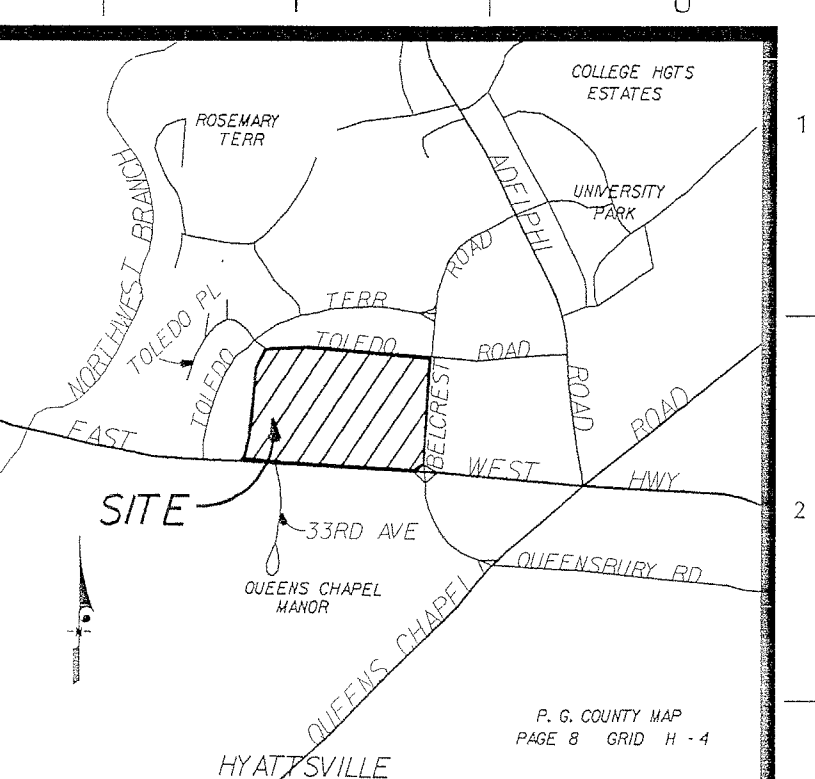 COLLEGE HGTS
ESTATES
ROSEMARY
TERR
1
NORTHWEST BRANCH
ADELPHI
UNIVERSITY
PARK
ROAD
TOLEDO PL
TERR
TOLEDO
TOLEDO
ROAD
BELCREST
ROAD
ROAD
EAST
WEST
HWY
SITE
2
33RD AVE
QUEENSBURY RD
QUEENS CHAPEL
MANOR
QUEENS CHAPEL
P. G. COUNTY MAP
PAGE 8 GRID H - 4
HYATTSVILLE